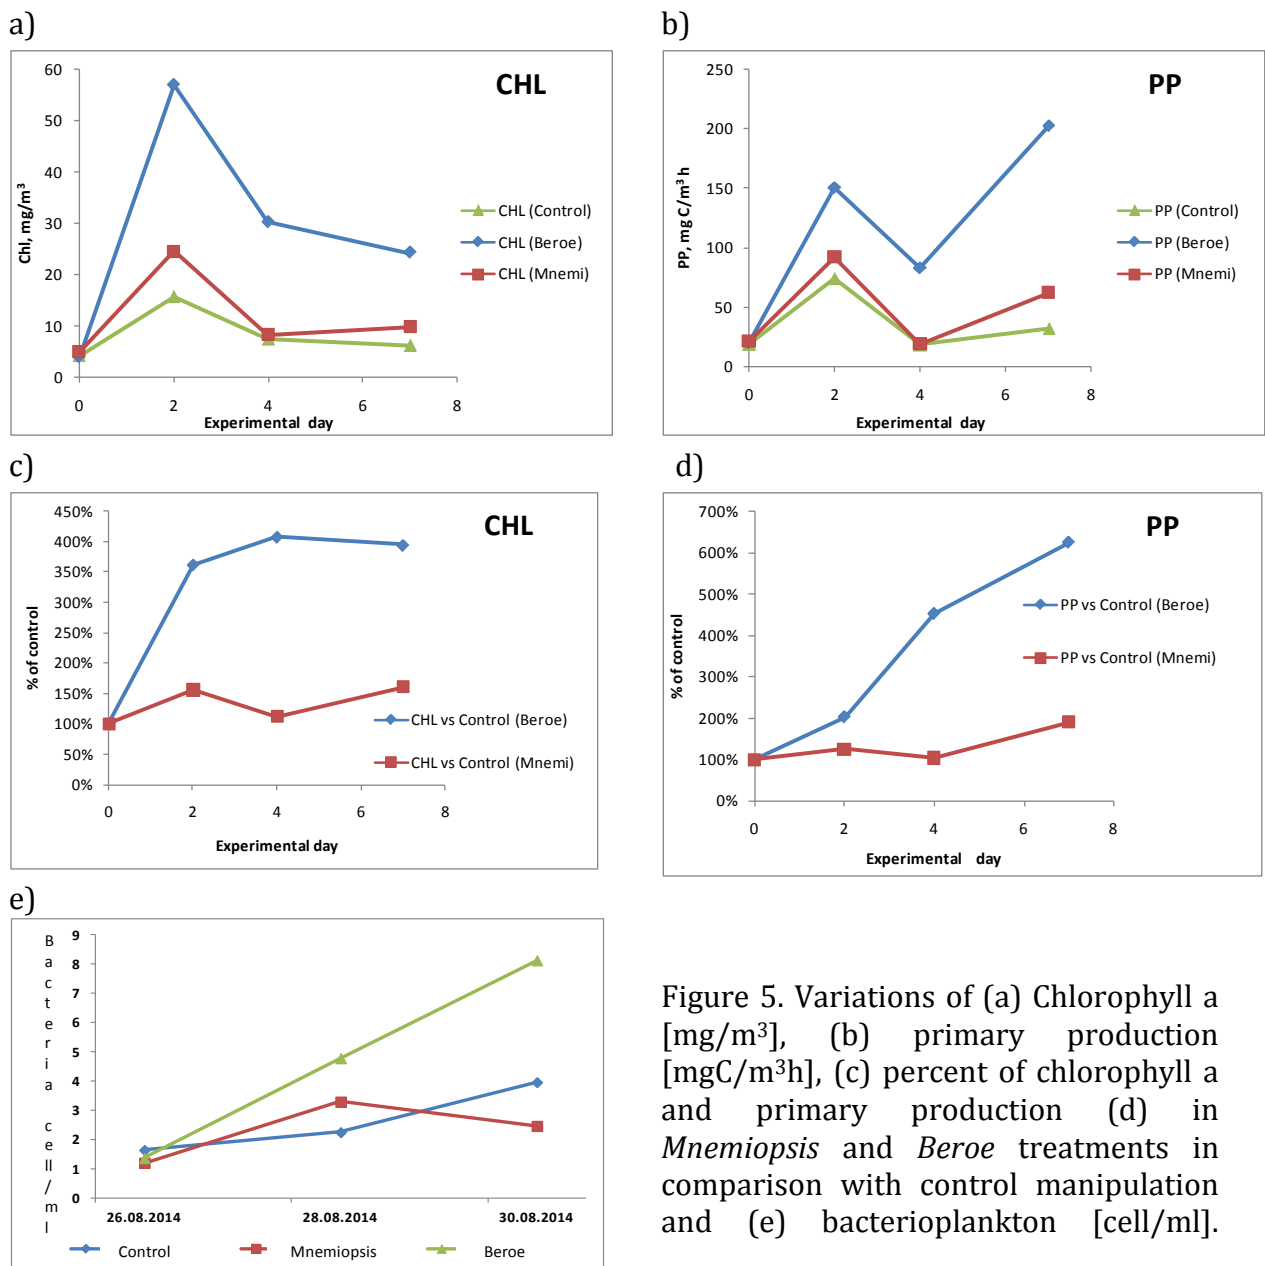 a)
CHL
60
50
40
30
20
10
0
Chl, mg/m³
0 2 4 6 8
Experimental day
CHL (Control)
CHL (Beroe)
CHL (Mnemi)
b)
PP
250
200
150
100
50
0
PP, mg C/m³ h
0 2 4 6 8
Experimental day
PP (Control)
PP (Beroe)
PP (Mnemi)
c)
CHL
450%
400%
350%
300%
250%
200%
150%
100%
50%
0%
% of control
0 2 4 6 8
Experimental day
CHL vs Control (Beroe)
CHL vs Control (Mnemi)
d)
PP
700%
600%
500%
400%
300%
200%
100%
0%
% of control
0 2 4 6 8
Experimental day
PP vs Control (Beroe)
PP vs Control (Mnemi)
e)
Bacteria cell/ml
9
8
7
6
5
4
3
2
1
0
26.08.2014 28.08.2014 30.08.2014
Control Mnemiopsis Beroe
Figure 5. Variations of (a) Chlorophyll a
[mg/m³], (b) primary production
[mgC/m³h], (c) percent of chlorophyll a
and primary production (d) in
Mnemiopsis and Beroe treatments in
comparison with control manipulation
and (e) bacterioplankton [cell/ml].